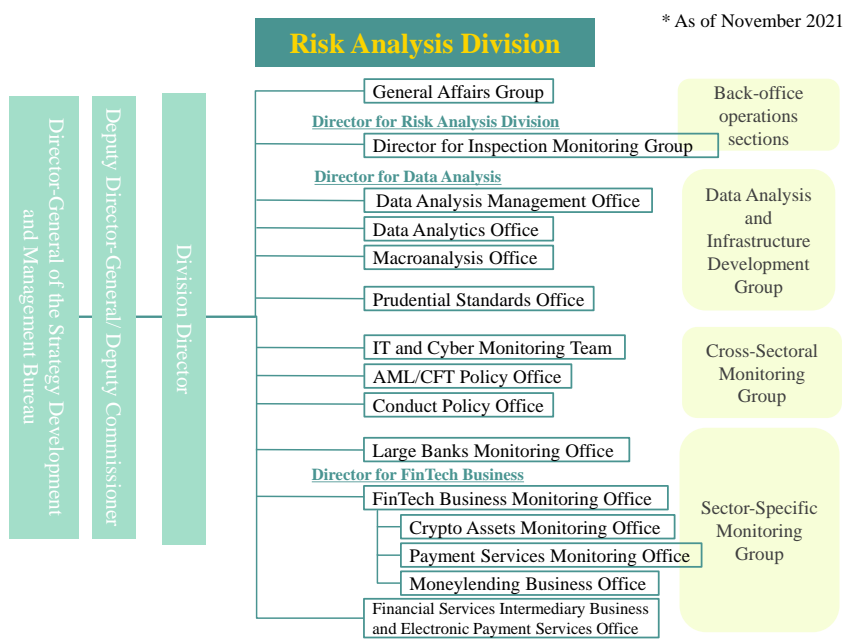 * As of November 2021
Risk Analysis Division
Director-General of the Strategy Development
and Management Bureau
Deputy Director-General/ Deputy Commissioner
Division Director
General Affairs Group
Director for Risk Analysis Division
Director for Inspection Monitoring Group
Director for Data Analysis
Data Analysis Management Office
Data Analytics Office
Macroanalysis Office
Prudential Standards Office
IT and Cyber Monitoring Team
AML/CFT Policy Office
Conduct Policy Office
Large Banks Monitoring Office
Director for FinTech Business
FinTech Business Monitoring Office
Crypto Assets Monitoring Office
Payment Services Monitoring Office
Moneylending Business Office
Financial Services Intermediary Business
and Electronic Payment Services Office
Back-office
operations
sections
Data Analysis
and
Infrastructure
Development
Group
Cross-Sectoral
Monitoring
Group
Sector-Specific
Monitoring
Group